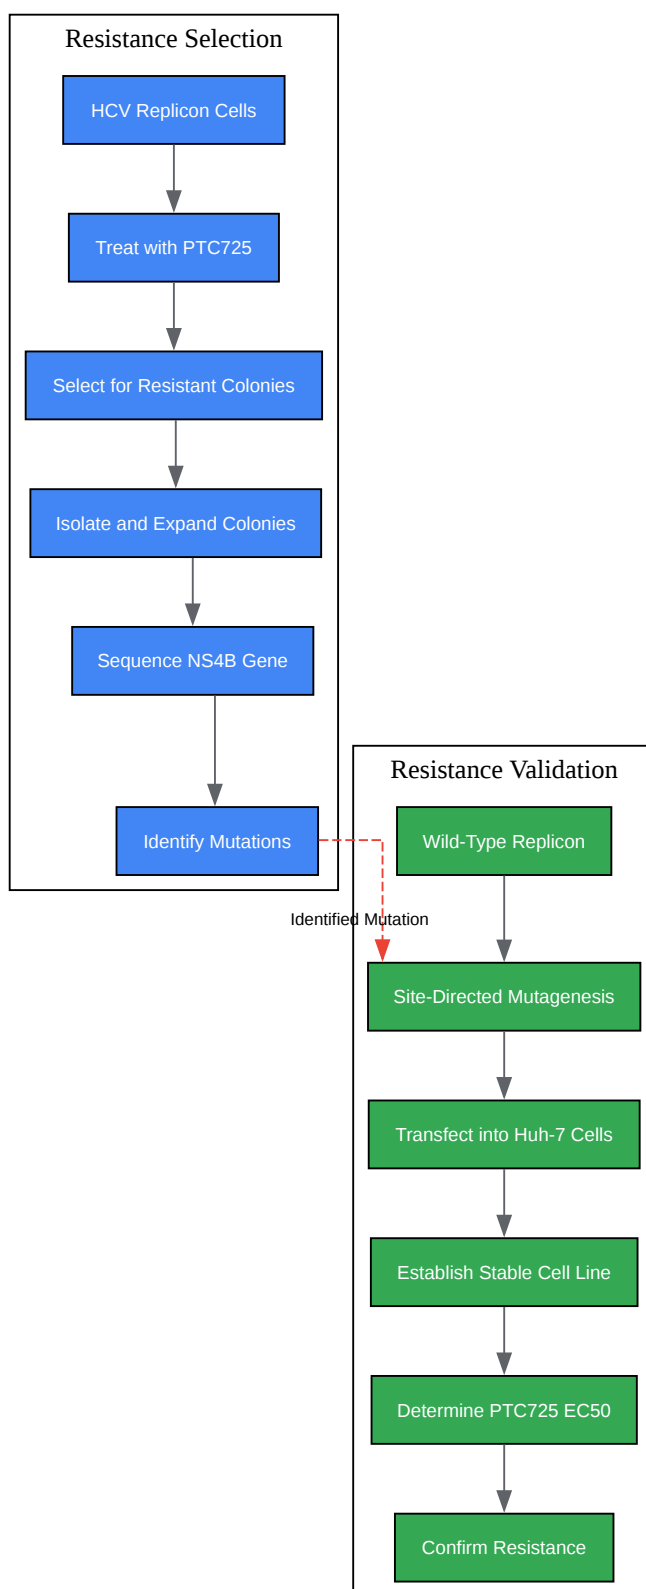 Resistance Selection
HCV Replicon Cells
Treat with PTC725
Select for Resistant Colonies
Isolate and Expand Colonies
Sequence NS4B Gene
Identify Mutations
Identified Mutation
Resistance Validation
Wild-Type Replicon
Site-Directed Mutagenesis
Transfect into Huh-7 Cells
Establish Stable Cell Line
Determine PTC725 EC50
Confirm Resistance